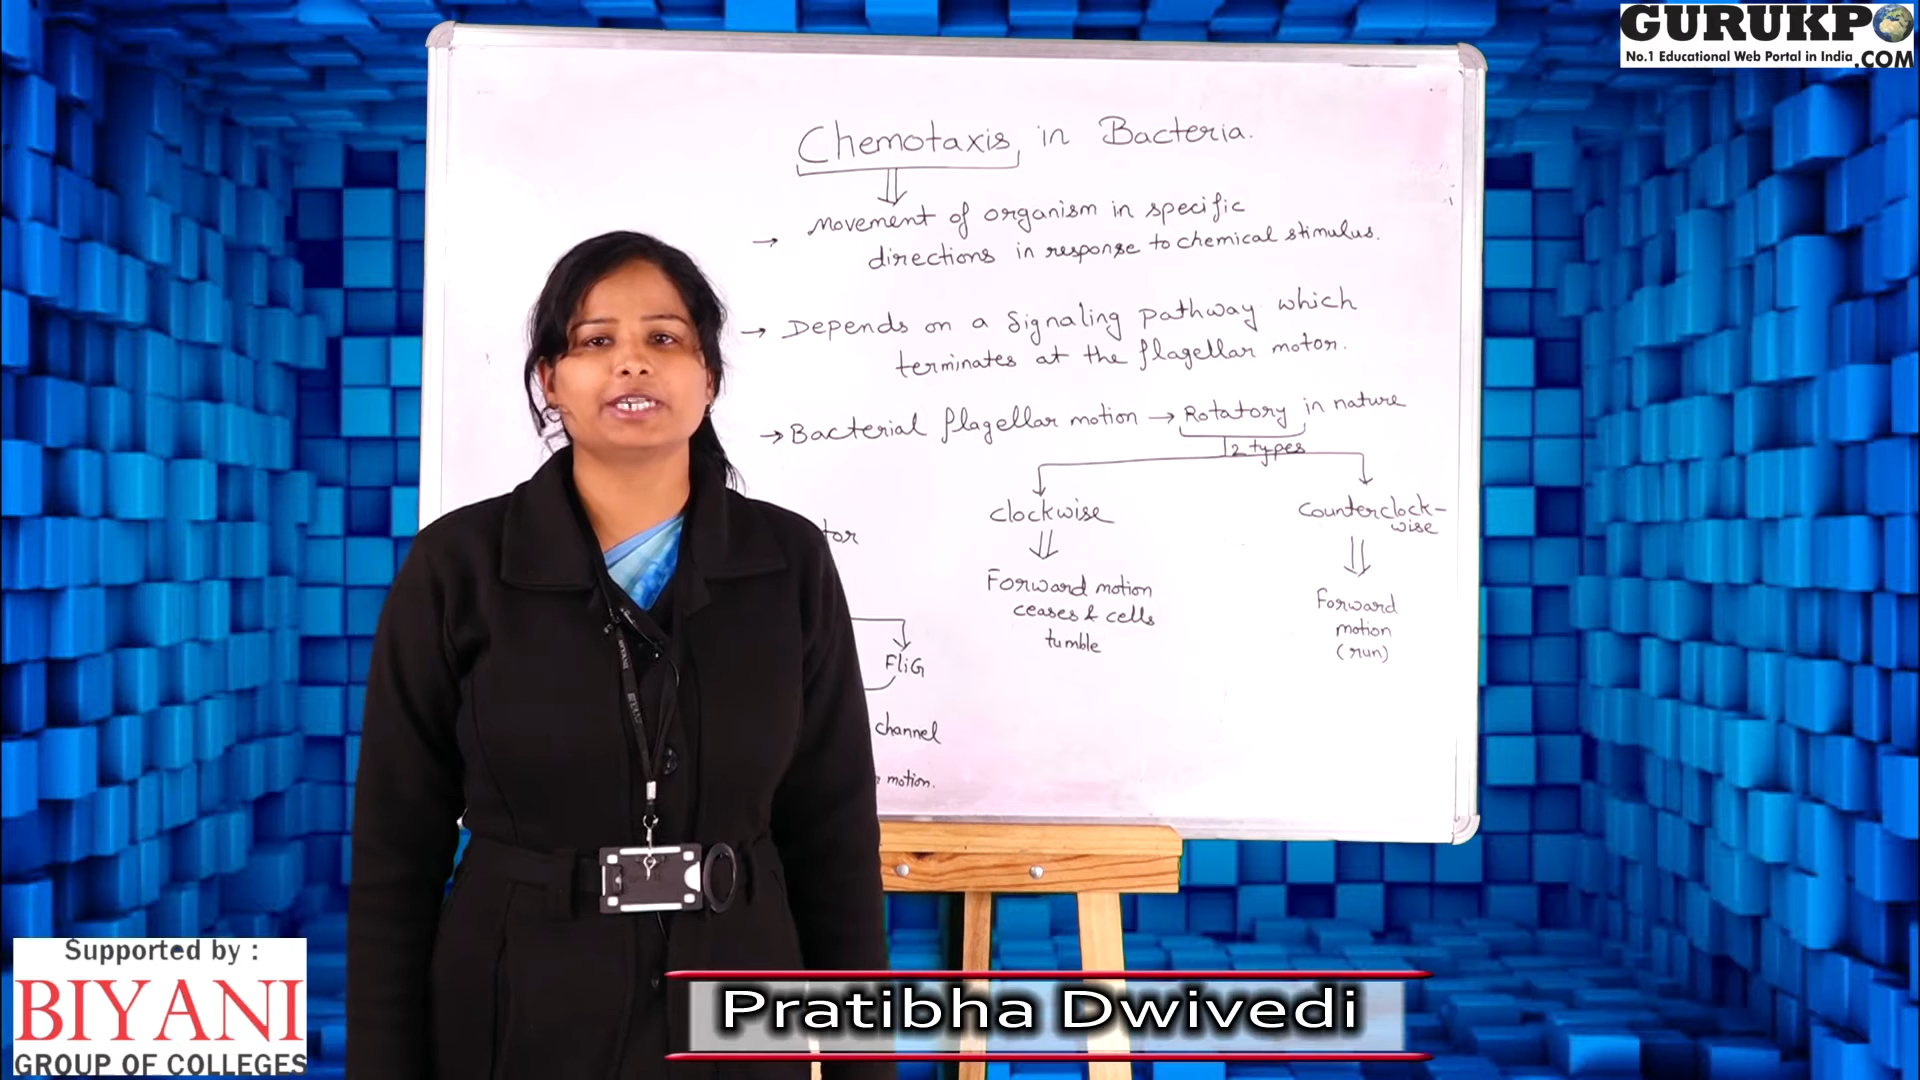 GURUKPO
No.1 Educational Web Portal in India
.COM
Chemotaxis in Bacteria.
→ Movement of organism in specific
directions in response to chemical stimulus.
→ Depends on a Signaling pathway which
terminates at the flagellar motor.
→ Bacterial flagellar motion → Rotatory in nature
2 types
Clockwise
Counterclock-
wise
Forward motion
ceases & cells
tumble
Forward
motion
(run)
tor
FliG
channel
motion.
Supported by :
BIYANI
GROUP OF COLLEGES
Pratibha Dwivedi